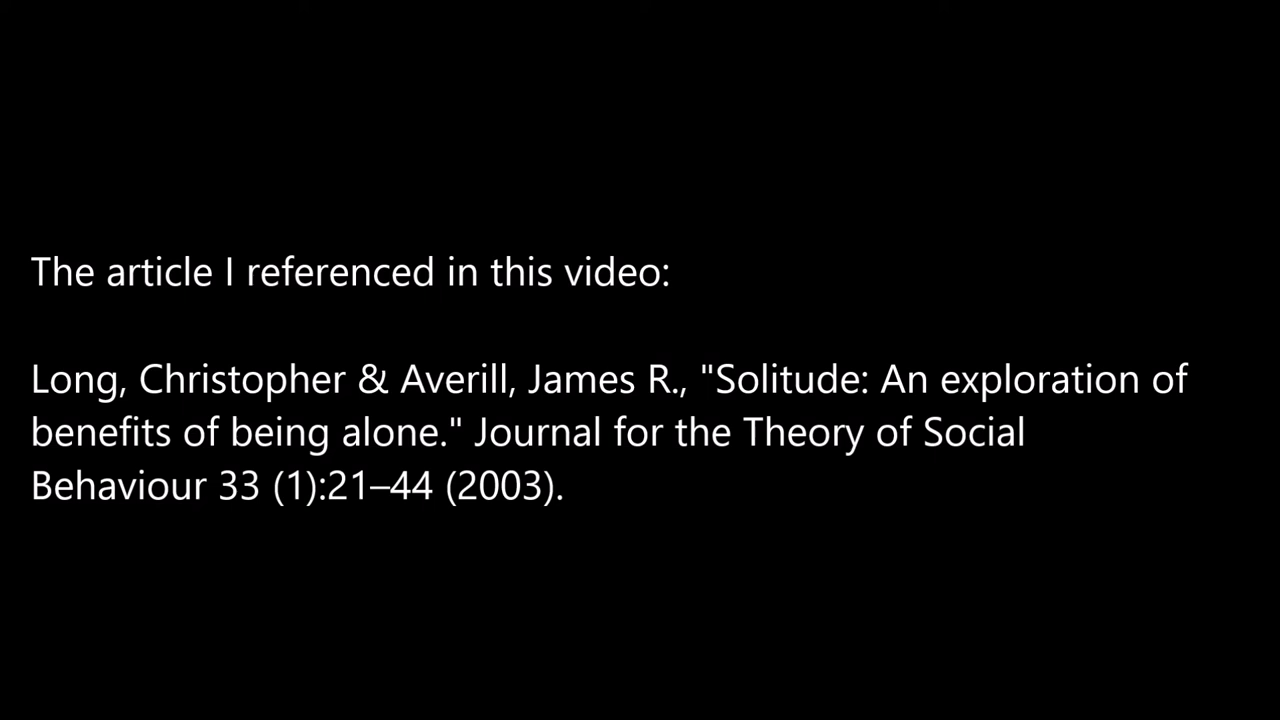 The article I referenced in this video:
Long, Christopher & Averill, James R., "Solitude: An exploration of
benefits of being alone." Journal for the Theory of Social
Behaviour 33 (1):21–44 (2003).